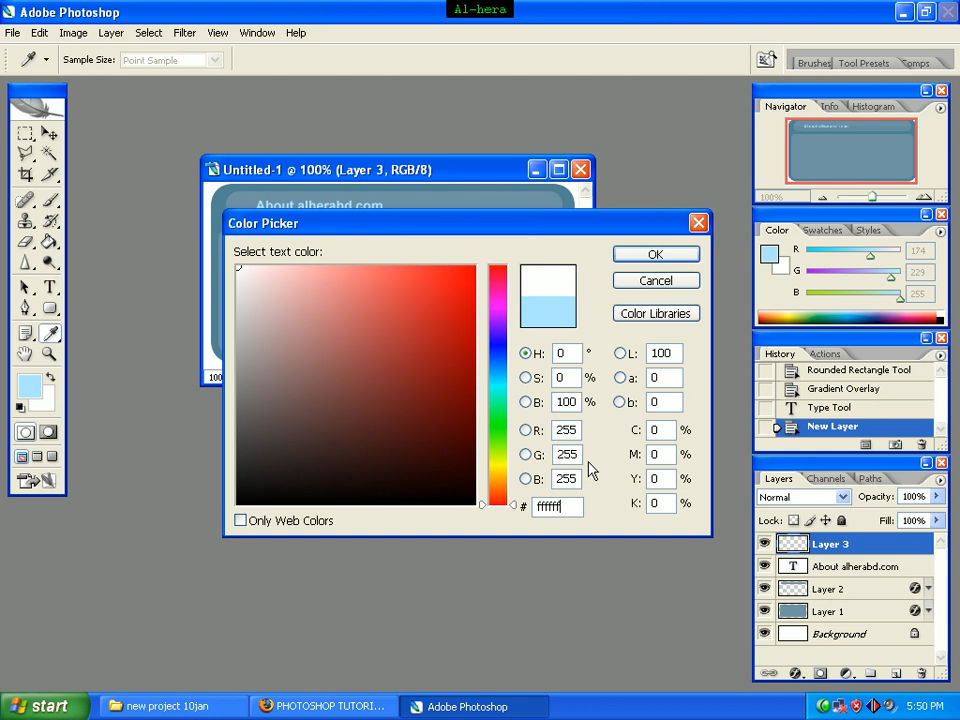 Al-hera
Adobe Photoshop
File Edit Image Layer Select Filter View Window Help
Sample Size: Point Sample
Brushes Tool Presets Comps
Navigator Info Histogram
100%
Untitled-1 @ 100% (Layer 3, RGB/8)
About alherabd.com
Color Picker
Select text color:
OK
Cancel
Color Libraries
H: 0 °
S: 0 %
B: 100 %
R: 255
G: 255
B: 255
# ffffff
L: 100
a: 0
b: 0
C: 0 %
M: 0 %
Y: 0 %
K: 0 %
Only Web Colors
100
Color Swatches Styles
R 174
G 229
B 255
History Actions
Rounded Rectangle Tool
Gradient Overlay
Type Tool
New Layer
Layers Channels Paths
Normal Opacity: 100%
Lock: Fill: 100%
Layer 3
T About alherabd.com
Layer 2
Layer 1
Background
start new project 10jan PHOTOSHOP TUTORI... Adobe Photoshop 5:50 PM